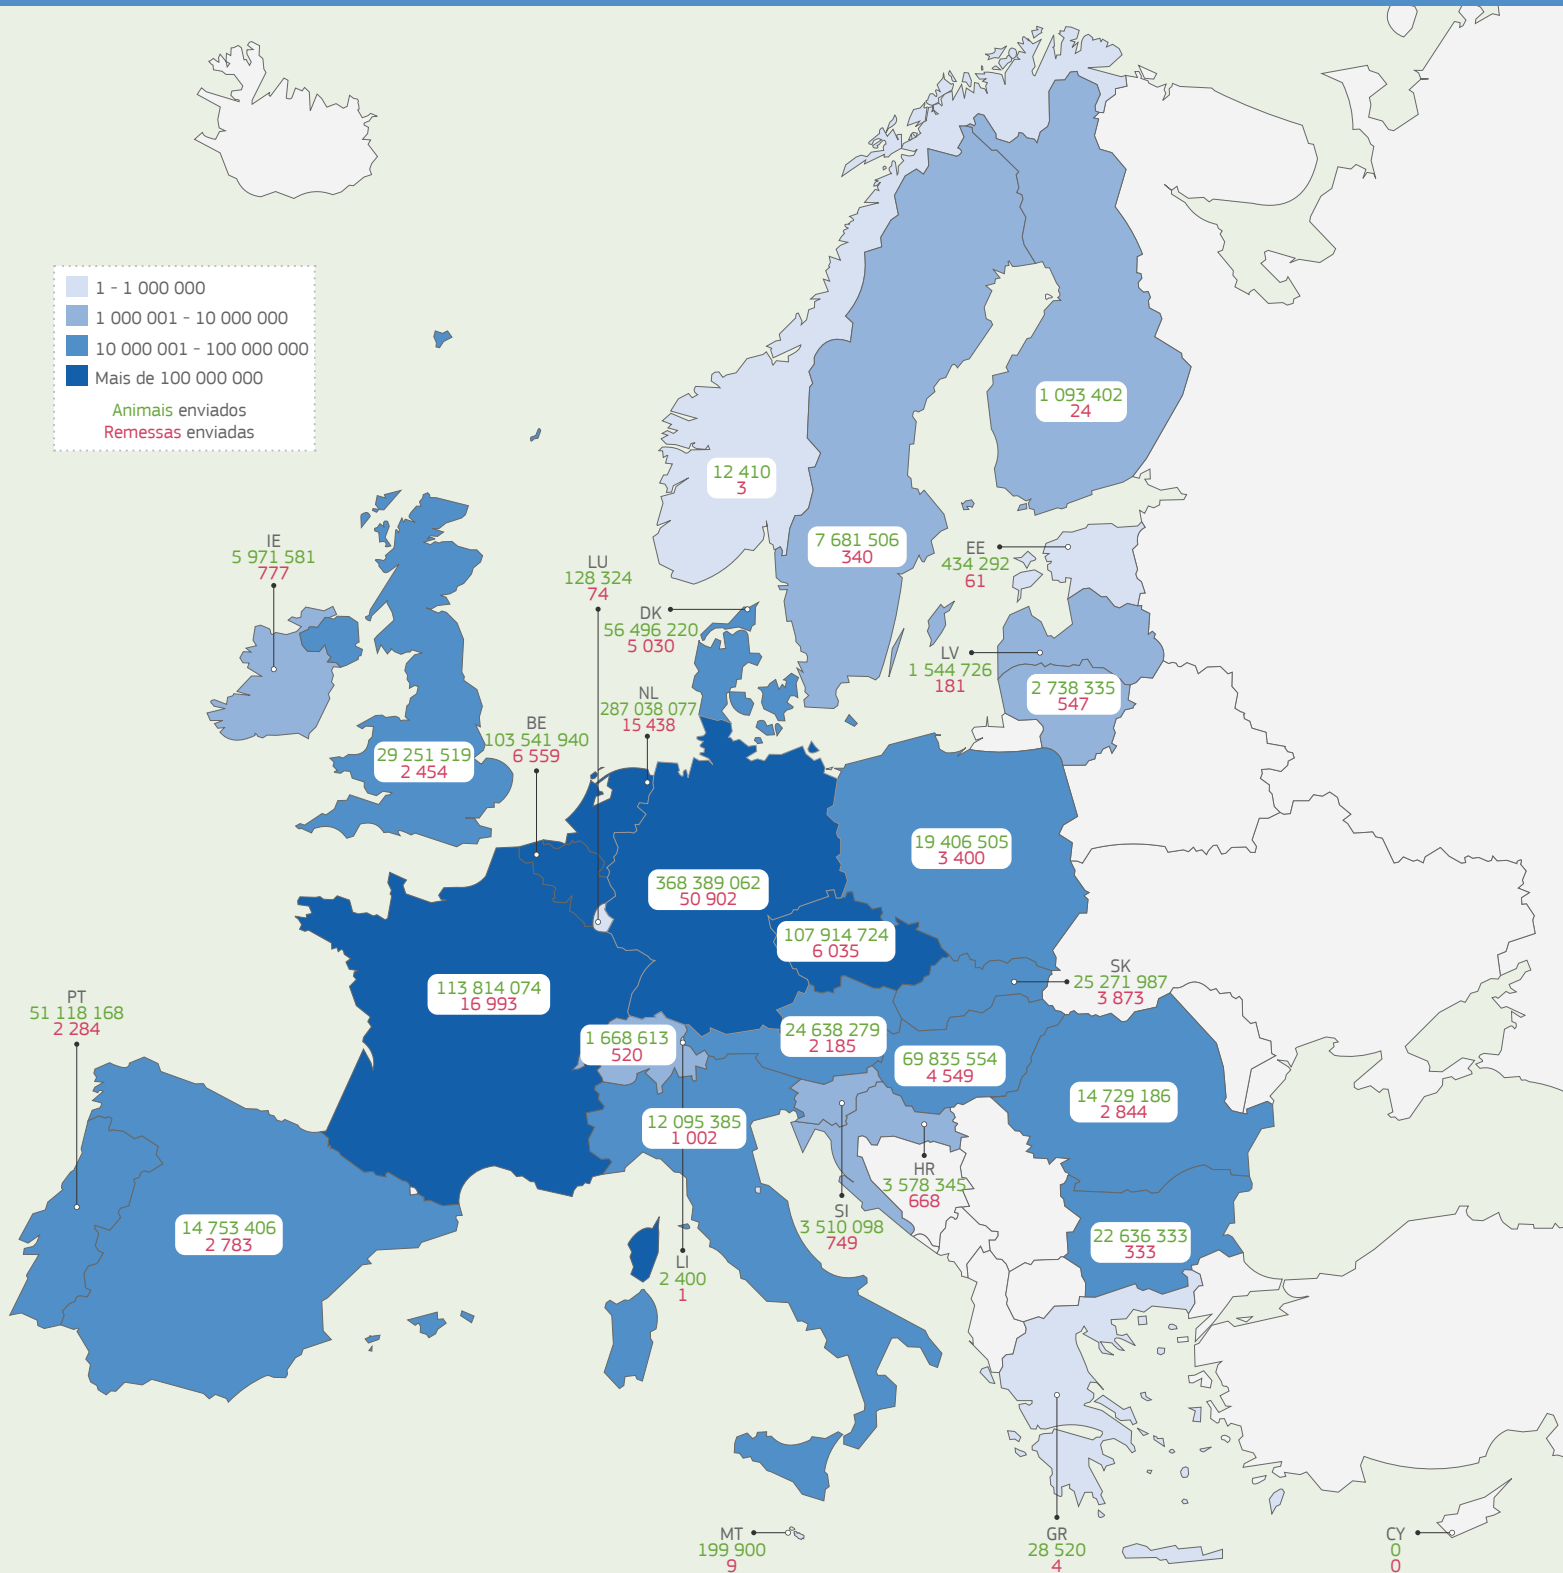 1 - 1 000 000
1 000 001 - 10 000 000
10 000 001 - 100 000 000
Mais de 100 000 000
Animais enviados
Remessas enviadas
1 093 402
24
12 410
3
7 681 506
340
IE
5 971 581
777
LU
128 324
74
EE
434 292
61
DK
56 496 220
5 030
LV
1 544 726
181
2 738 335
547
NL
287 038 077
15 438
BE
103 541 940
6 559
29 251 519
2 454
19 406 505
3 400
368 389 062
50 902
107 914 724
6 035
SK
25 271 987
3 873
113 814 074
16 993
PT
51 118 168
2 284
1 668 613
520
24 638 279
2 185
69 835 554
4 549
14 729 186
2 844
12 095 385
1 002
HR
3 578 345
668
SI
3 510 098
749
14 753 406
2 783
22 636 333
333
LI
2 400
1
MT
199 900
9
GR
28 520
4
CY
0
0